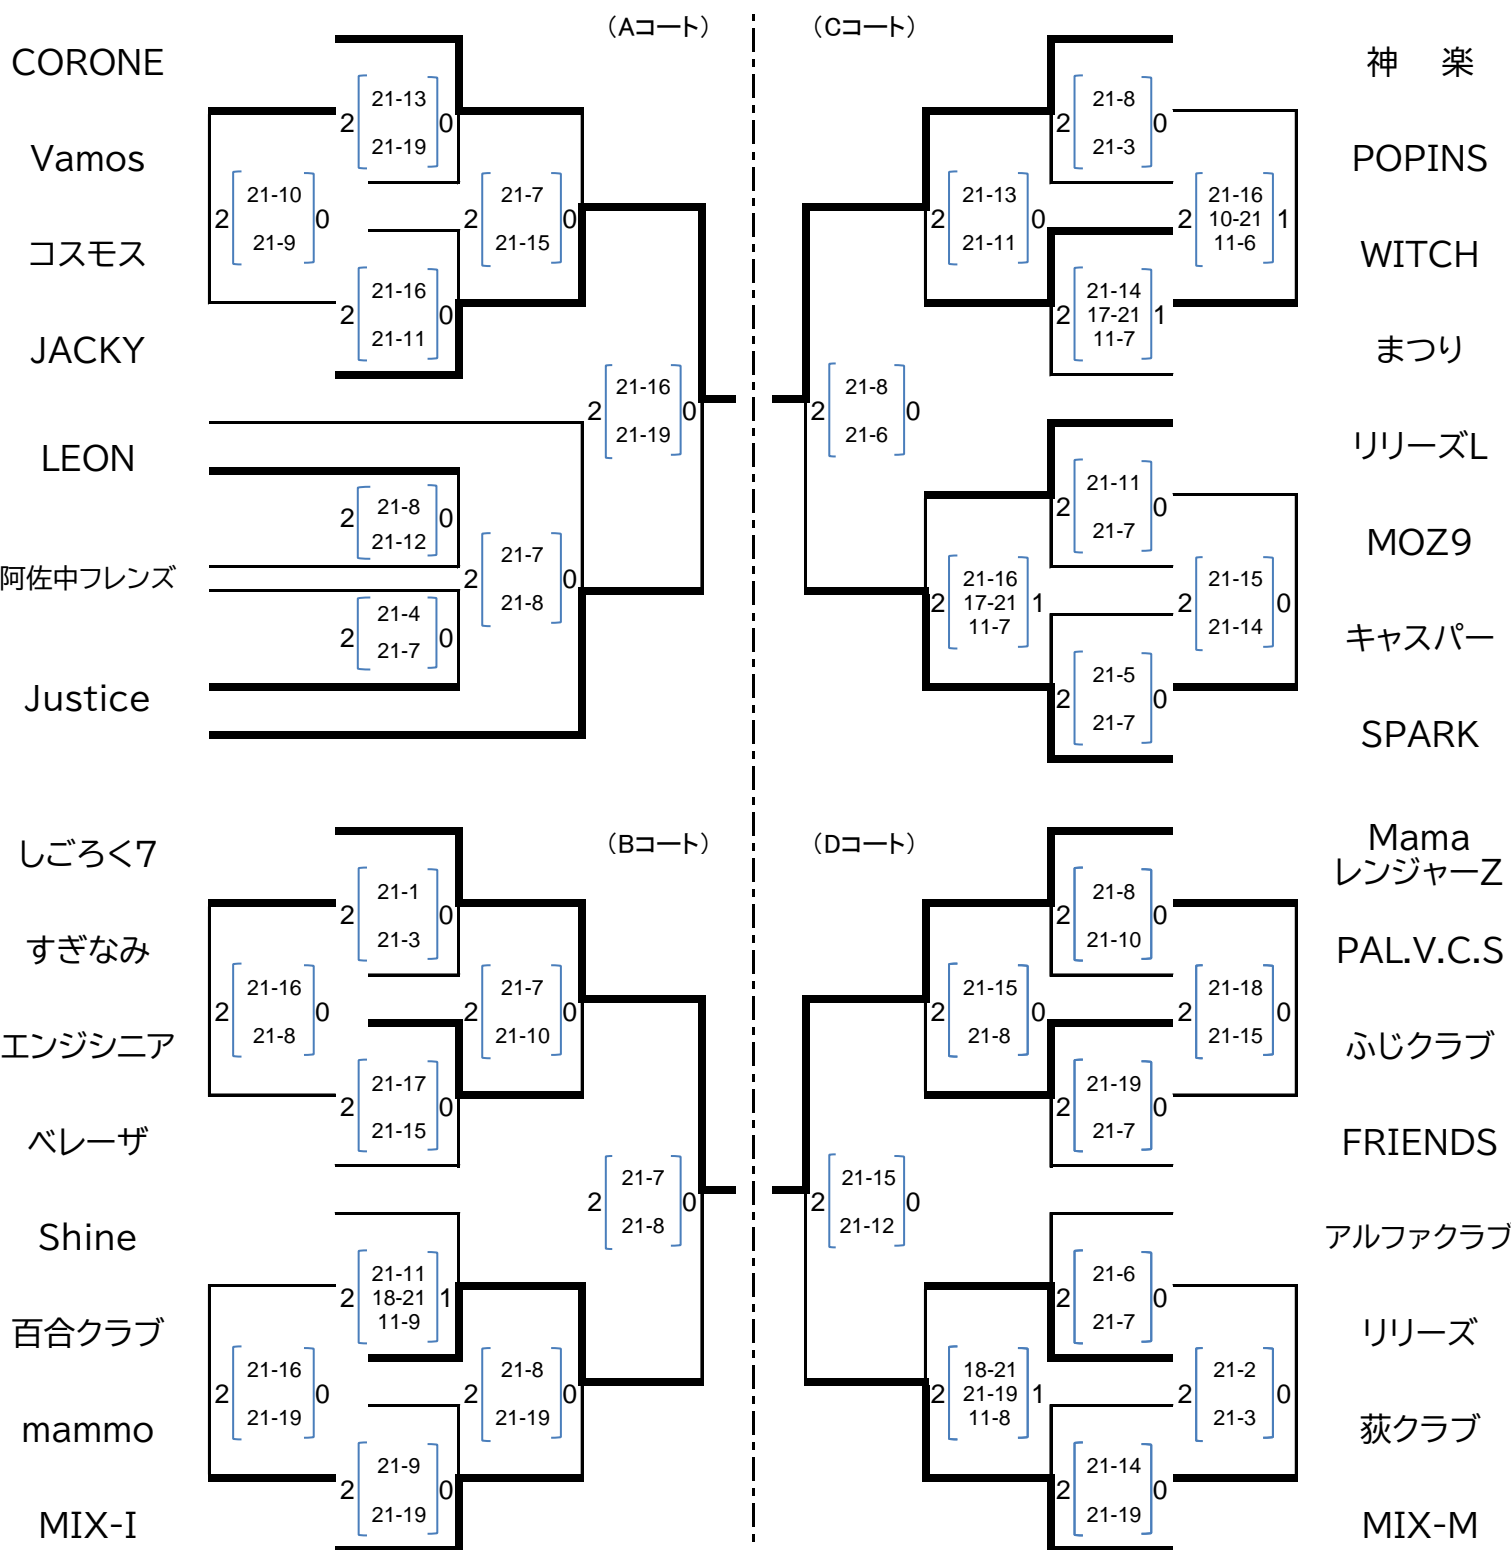 （Aコート）
CORONE
Vamos
コスモス
JACKY
LEON
阿佐中フレンズ
Justice
2 21-13 0
21-19
2 21-10 0
21-9
2 21-7 0
21-15
2 21-16 0
21-11
2 21-16 0
21-19
2 21-8 0
21-12
2 21-7 0
21-8
2 21-4 0
21-7
（Cコート）
神 楽
POPINS
WITCH
まつり
リリーズL
MOZ9
キャスパー
SPARK
2 21-8 0
21-3
2 21-13 0
21-11
2 21-16 1
10-21
11-6
2 21-14 1
17-21
11-7
2 21-8 0
21-6
2 21-11 0
21-7
2 21-16 1
17-21
11-7
2 21-15 0
21-14
2 21-5 0
21-7
（Bコート）
しごろく7
すぎなみ
エンジシニア
ベレーザ
Shine
百合クラブ
mammo
MIX-I
2 21-1 0
21-3
2 21-16 0
21-8
2 21-7 0
21-10
2 21-17 0
21-15
2 21-7 0
21-8
2 21-11 1
18-21
11-9
2 21-16 0
21-19
2 21-8 0
21-19
2 21-9 0
21-19
（Dコート）
Mama
レンジャーZ
PAL.V.C.S
ふじクラブ
FRIENDS
アルファクラブ
リリーズ
荻クラブ
MIX-M
2 21-8 0
21-10
2 21-15 0
21-8
2 21-18 0
21-15
2 21-19 0
21-7
2 21-15 0
21-12
2 21-6 0
21-7
2 18-21 1
21-19
11-8
2 21-2 0
21-3
2 21-14 0
21-19